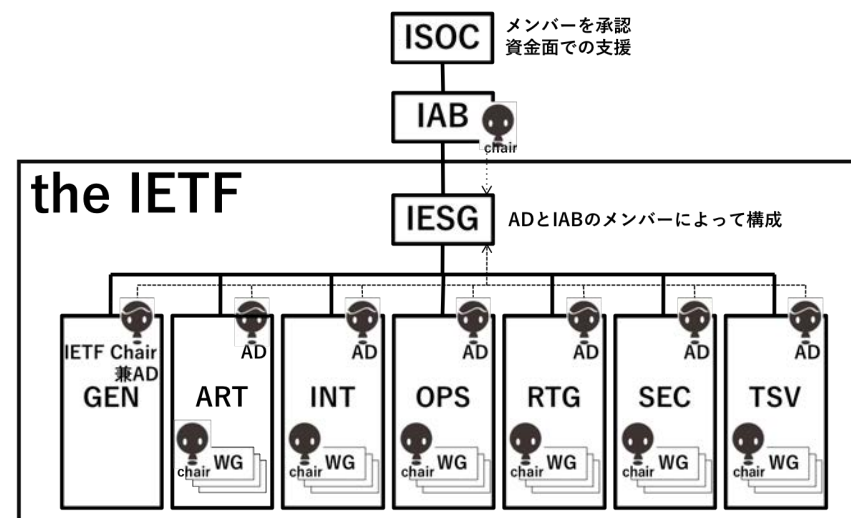 ISOC
メンバーを承認
資金面での支援
IAB
chair
the IETF
IESG
ADとIABのメンバーによって構成
IETF Chair
兼AD
GEN
AD
ART
chair
WG
AD
INT
chair
WG
AD
OPS
chair
WG
AD
RTG
chair
WG
AD
SEC
chair
WG
AD
TSV
chair
WG